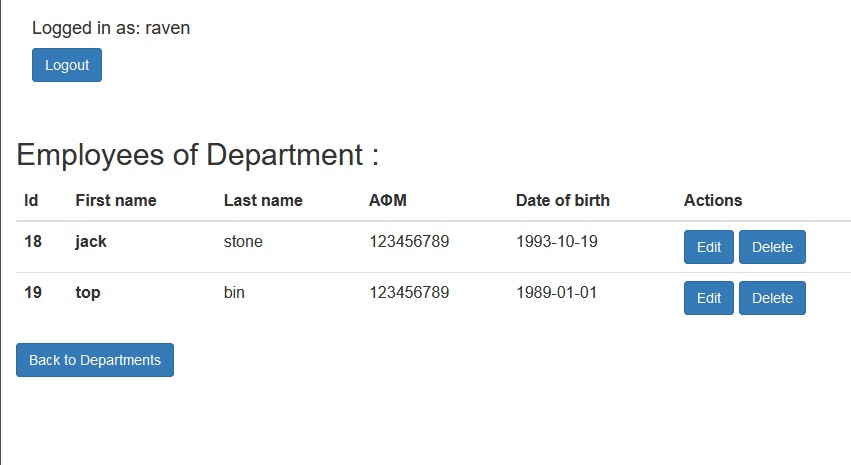 Logged in as: raven
Logout
Employees of Department :
Id First name Last name ΑΦΜ Date of birth Actions
18 jack stone 123456789 1993-10-19 Edit Delete
19 top bin 123456789 1989-01-01 Edit Delete
Back to Departments